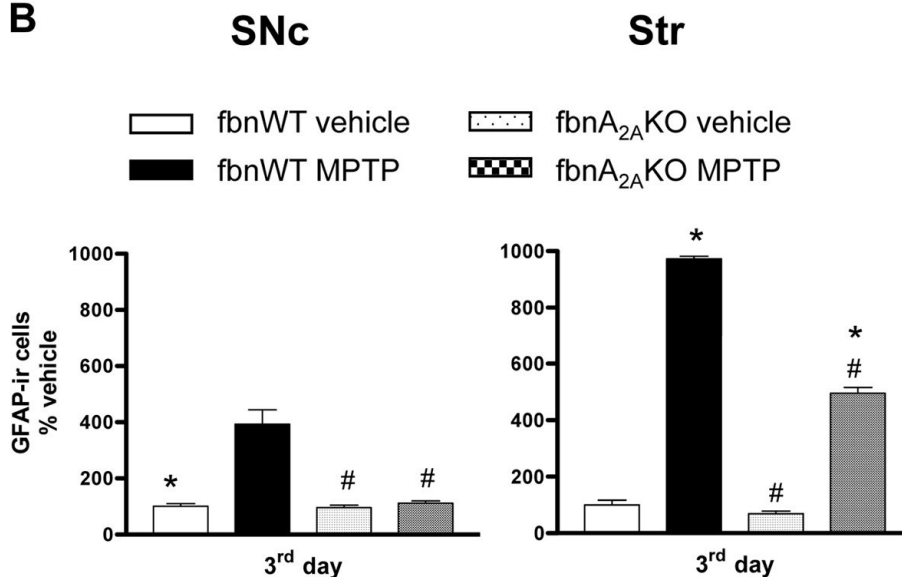 B
SNc Str
fbnWT vehicle fbnA2AKO vehicle
fbnWT MPTP fbnA2AKO MPTP
GFAP-ir cells
% vehicle
1000
800
600
400
200
0
*
#
#
3rd day
1000
800
600
400
200
0
*
#
*
#
3rd day